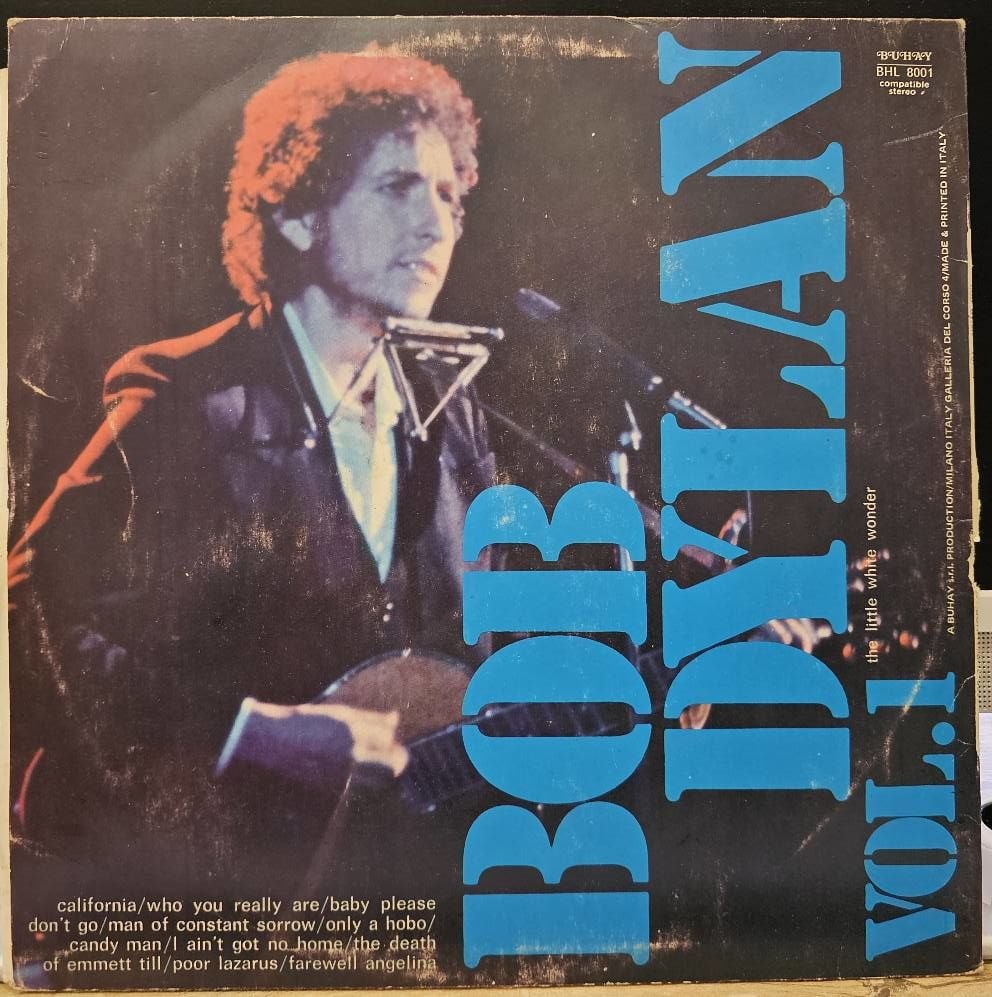 BUHAY
BHL 8001
compatible
stereo
BOB
DYLAN
VOL.1
the little white wonder
A BUHAY s.r.l. PRODUCTION/MILANO ITALY GALLERIA DEL CORSO 4/MADE & PRINTED IN ITALY
california/who you really are/baby please
don't go/man of constant sorrow/only a hobo/
candy man/I ain't got no home/the death
of emmett till/poor lazarus/farewell angelina